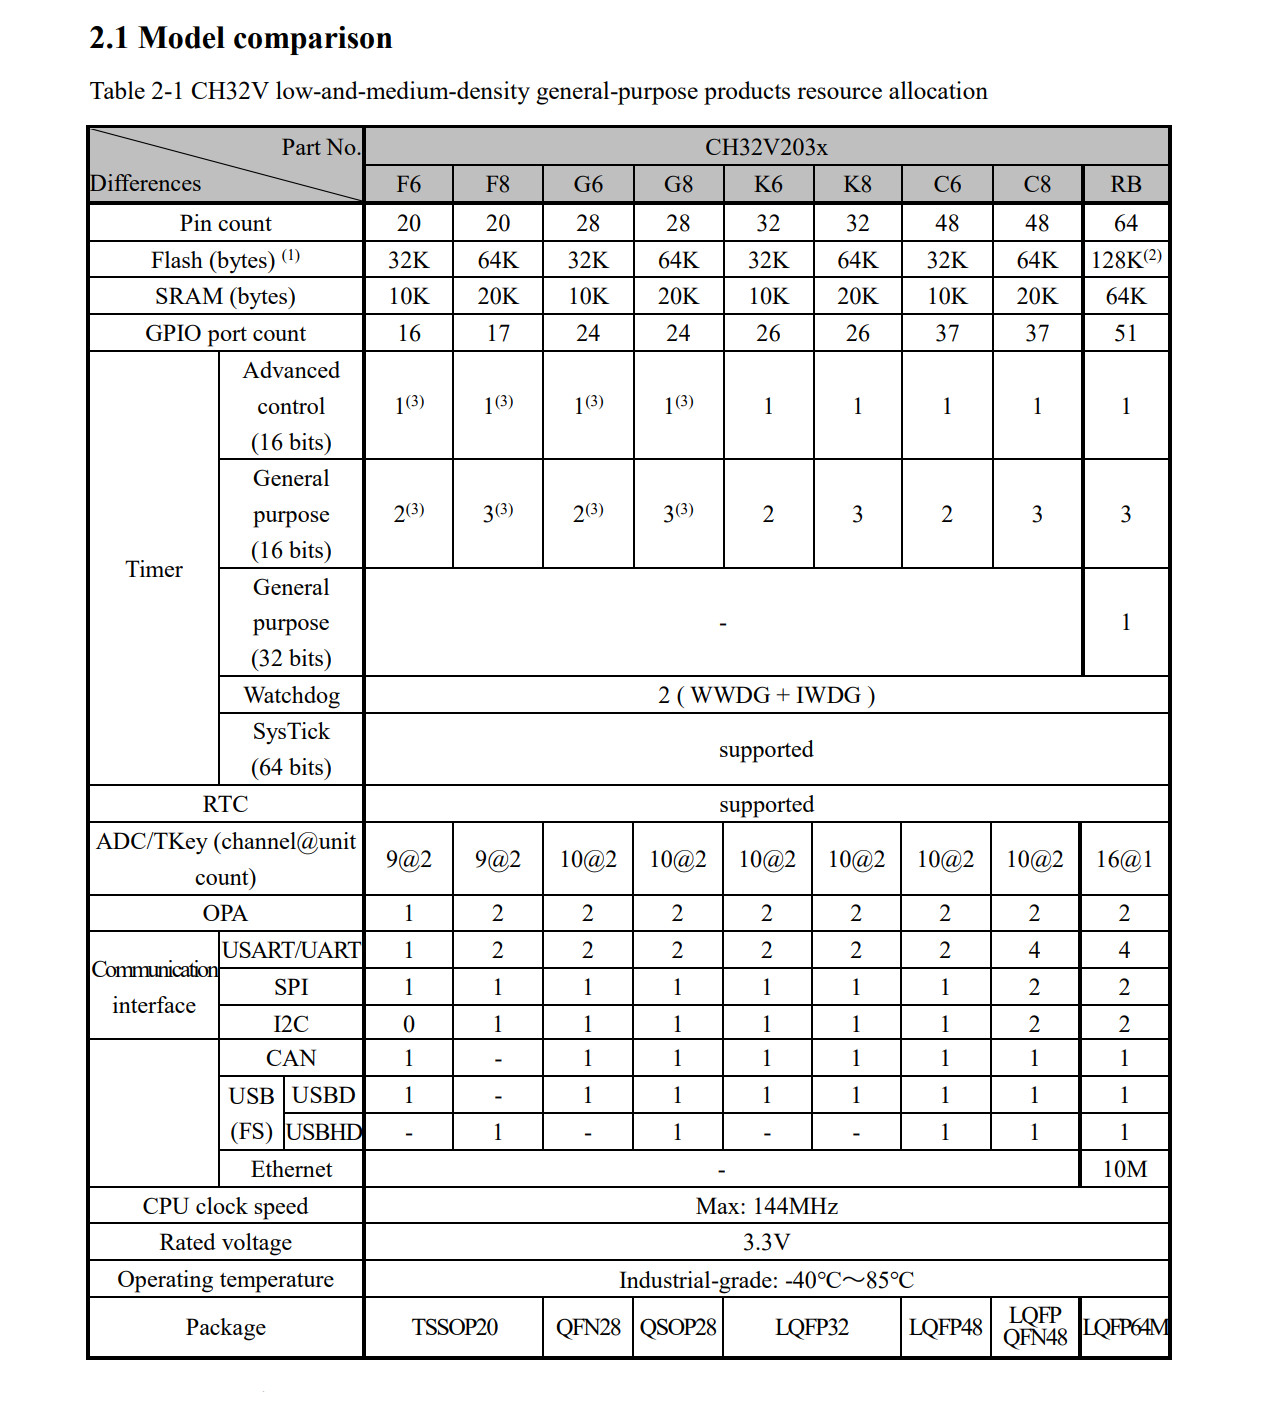 2.1 Model comparison
Table 2-1 CH32V low-and-medium-density general-purpose products resource allocation
Part No. CH32V203x
Differences F6 F8 G6 G8 K6 K8 C6 C8 RB
Pin count 20 20 28 28 32 32 48 48 64
Flash (bytes) (1) 32K 64K 32K 64K 32K 64K 32K 64K 128K(2)
SRAM (bytes) 10K 20K 10K 20K 10K 20K 10K 20K 64K
GPIO port count 16 17 24 24 26 26 37 37 51
Timer
Advanced
control
(16 bits)
1(3) 1(3) 1(3) 1(3) 1 1 1 1 1
General
purpose
(16 bits)
2(3) 3(3) 2(3) 3(3) 2 3 2 3 3
General
purpose
(32 bits)
- 1
Watchdog 2 ( WWDG + IWDG )
SysTick
(64 bits)
supported
RTC supported
ADC/TKey (channel@unit
count)
9@2 9@2 10@2 10@2 10@2 10@2 10@2 10@2 16@1
OPA 1 2 2 2 2 2 2 2 2
Communication
interface
USART/UART 1 2 2 2 2 2 2 4 4
SPI 1 1 1 1 1 1 1 2 2
I2C 0 1 1 1 1 1 1 2 2
CAN 1 - 1 1 1 1 1 1 1
USB
(FS)
USBD 1 - 1 1 1 1 1 1 1
USBHD - 1 - 1 - - 1 1 1
Ethernet - 10M
CPU clock speed Max: 144MHz
Rated voltage 3.3V
Operating temperature Industrial-grade: -40℃～85℃
Package TSSOP20 QFN28 QSOP28 LQFP32 LQFP48 LQFP
QFN48 LQFP64M